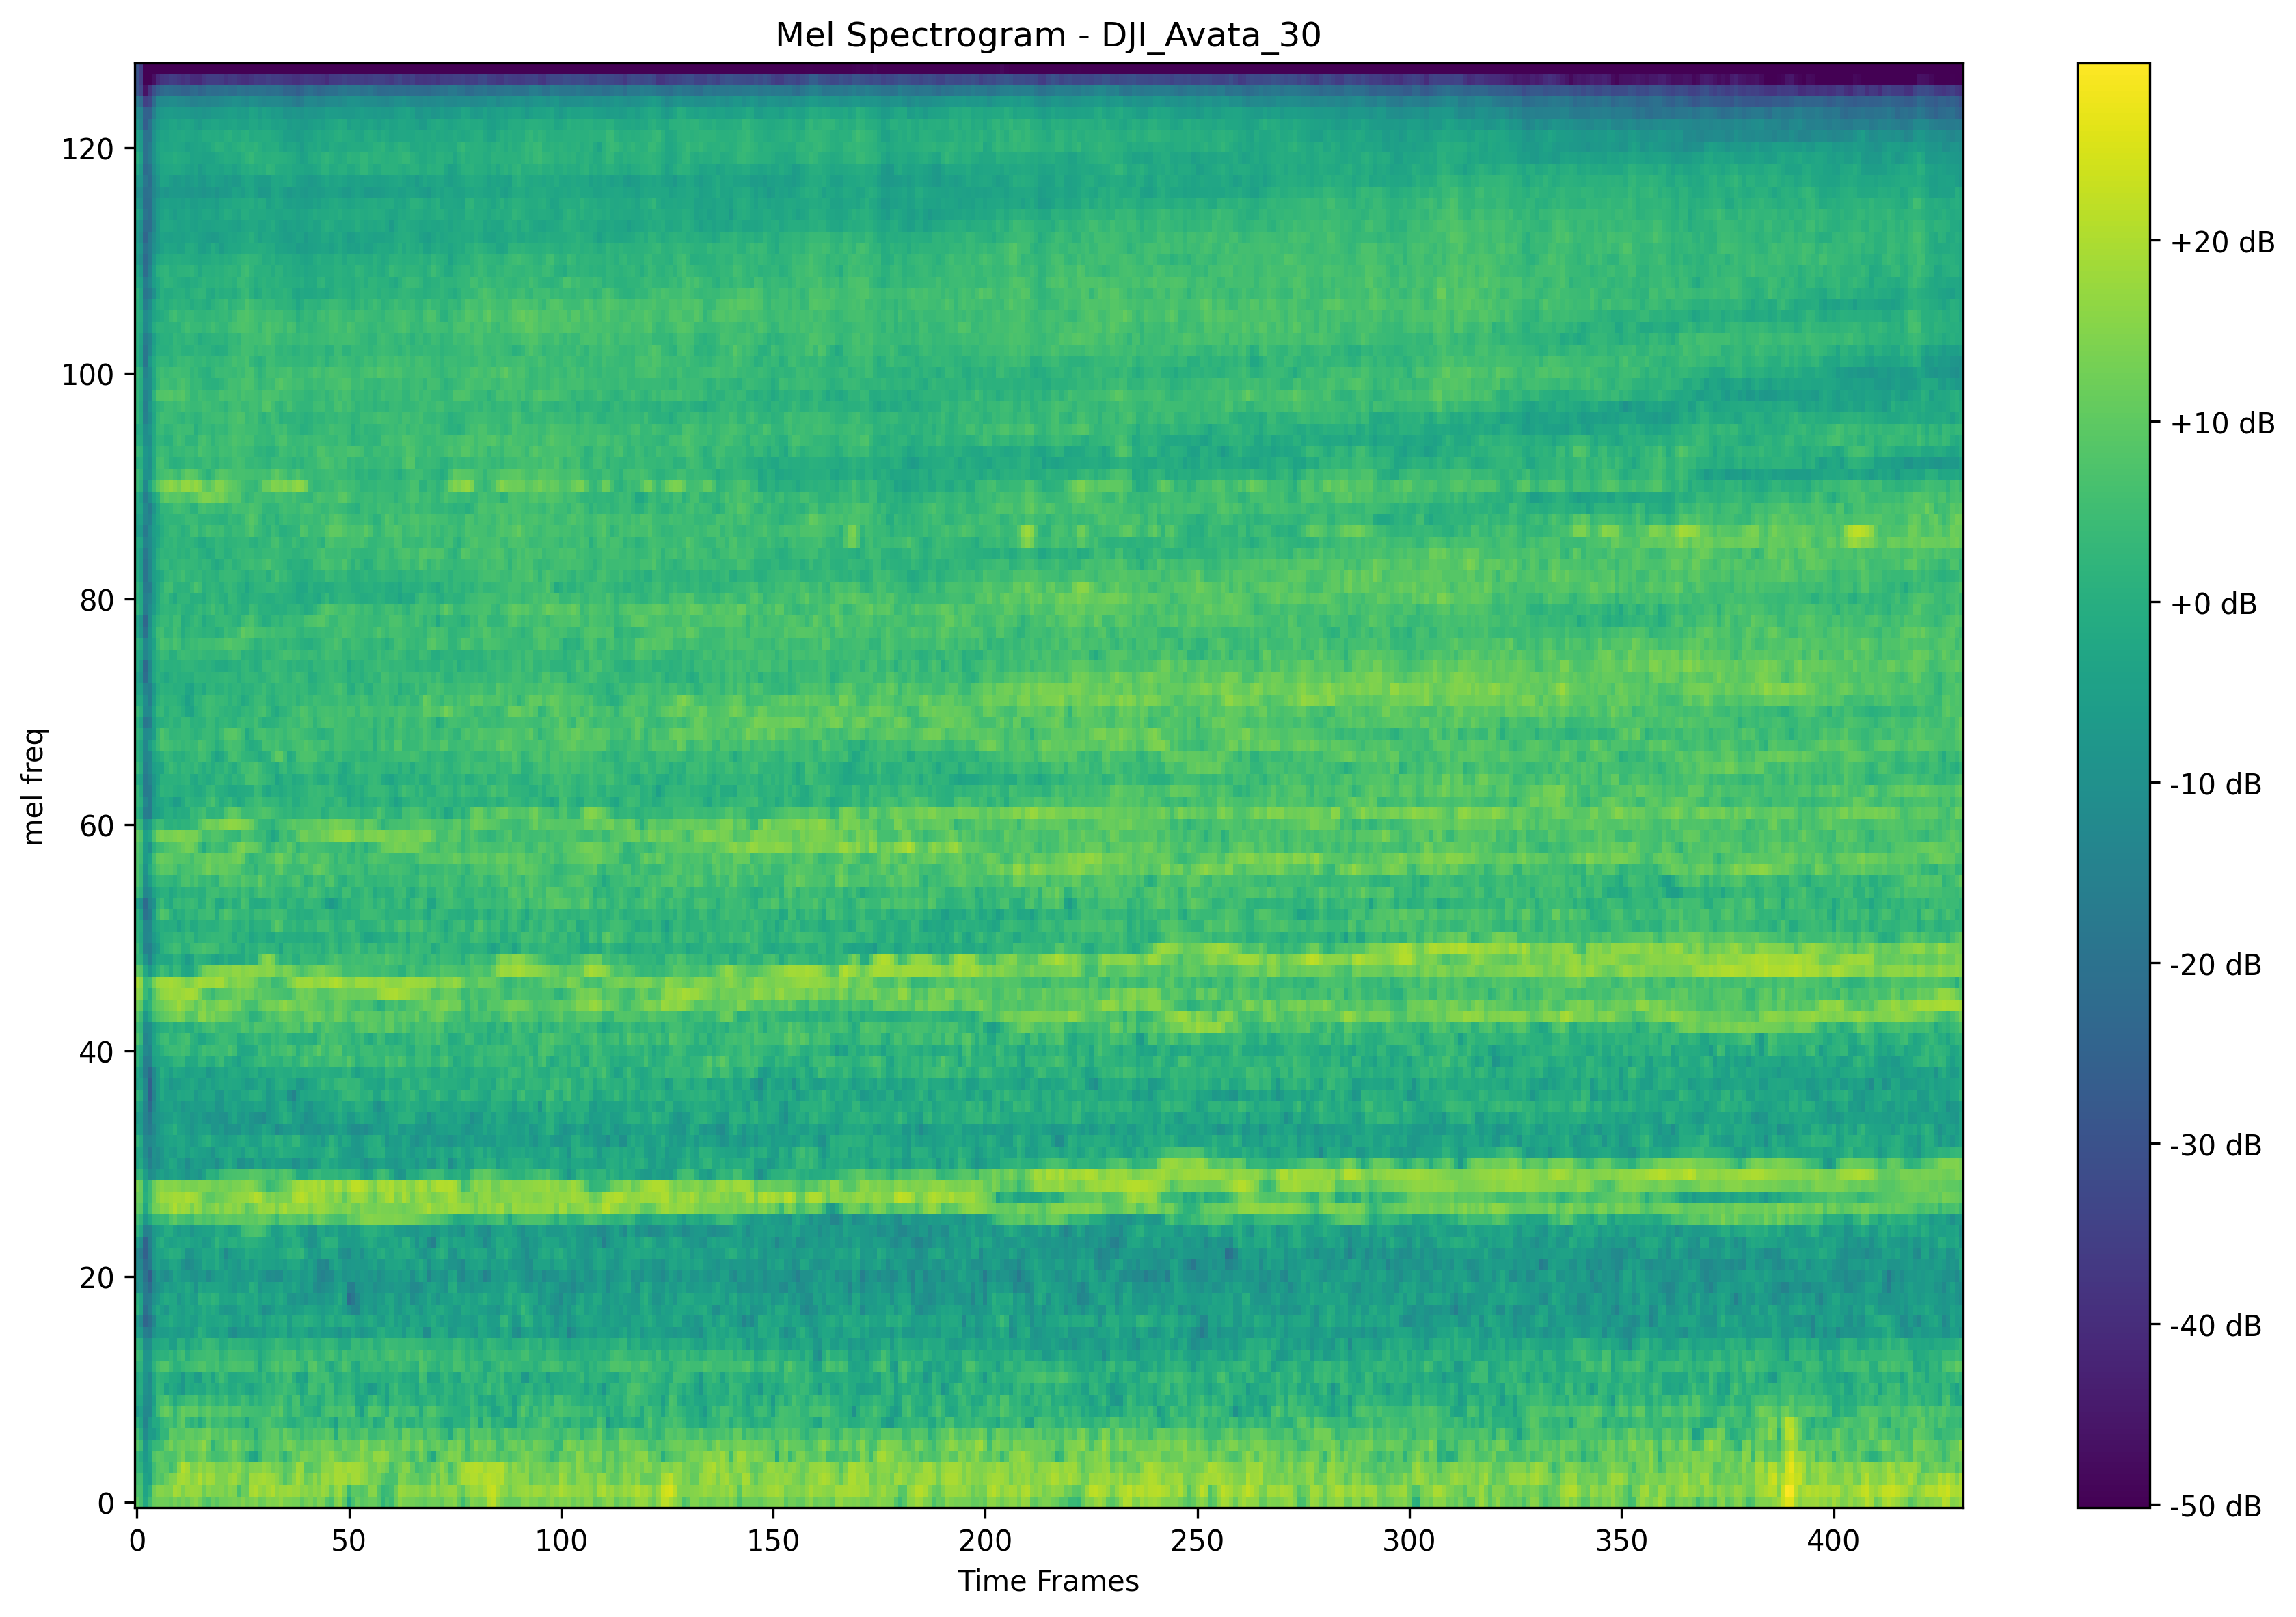 Mel Spectrogram - DJI_Avata_30
mel freq
120
100
80
60
40
20
0
0 50 100 150 200 250 300 350 400
Time Frames
+20 dB
+10 dB
+0 dB
-10 dB
-20 dB
-30 dB
-40 dB
-50 dB